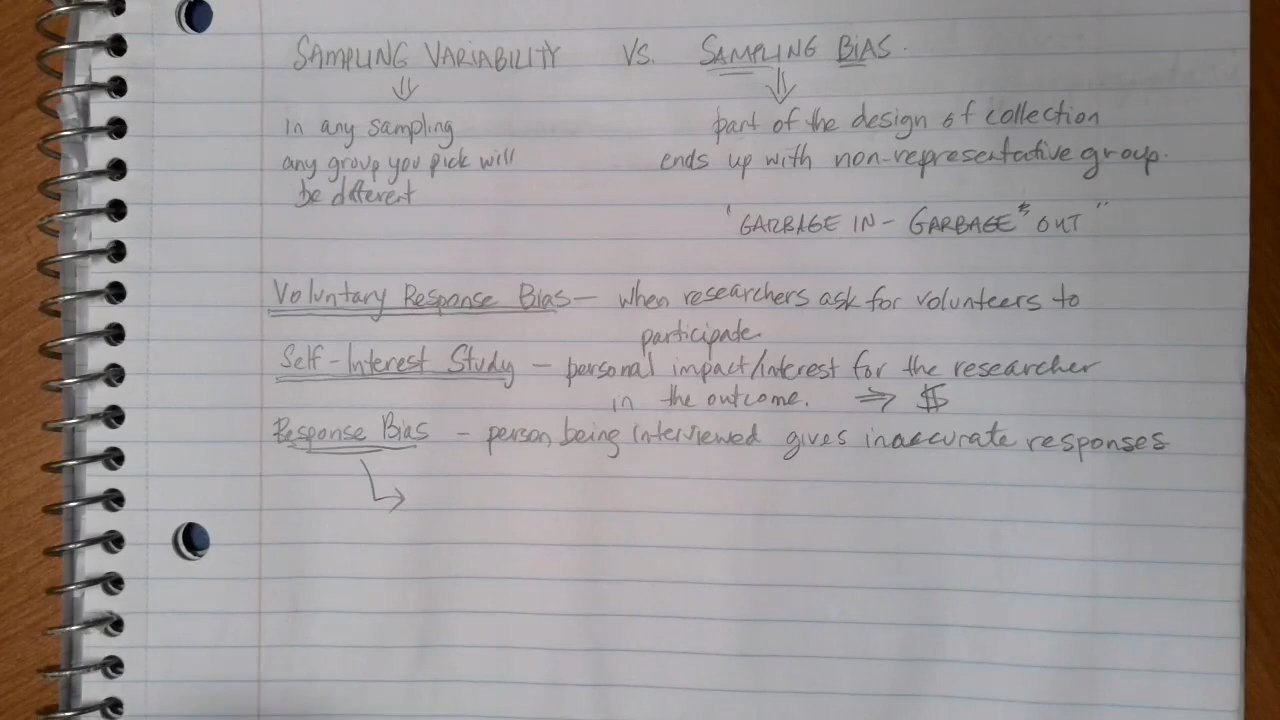 SAMPLING VARIABILITY VS. SAMPLING BIAS.
⇓ ⇓
in any sampling
any group you pick will
be different
part of the design of collection
ends up with non-representative group.
"GARBAGE IN - GARBAGE OUT"
Voluntary Response Bias — when researchers ask for volunteers to
participate.
Self-Interest Study — personal impact/interest for the researcher
in the outcome. ⇒ $
Response Bias - person being interviewed gives inaccurate responses